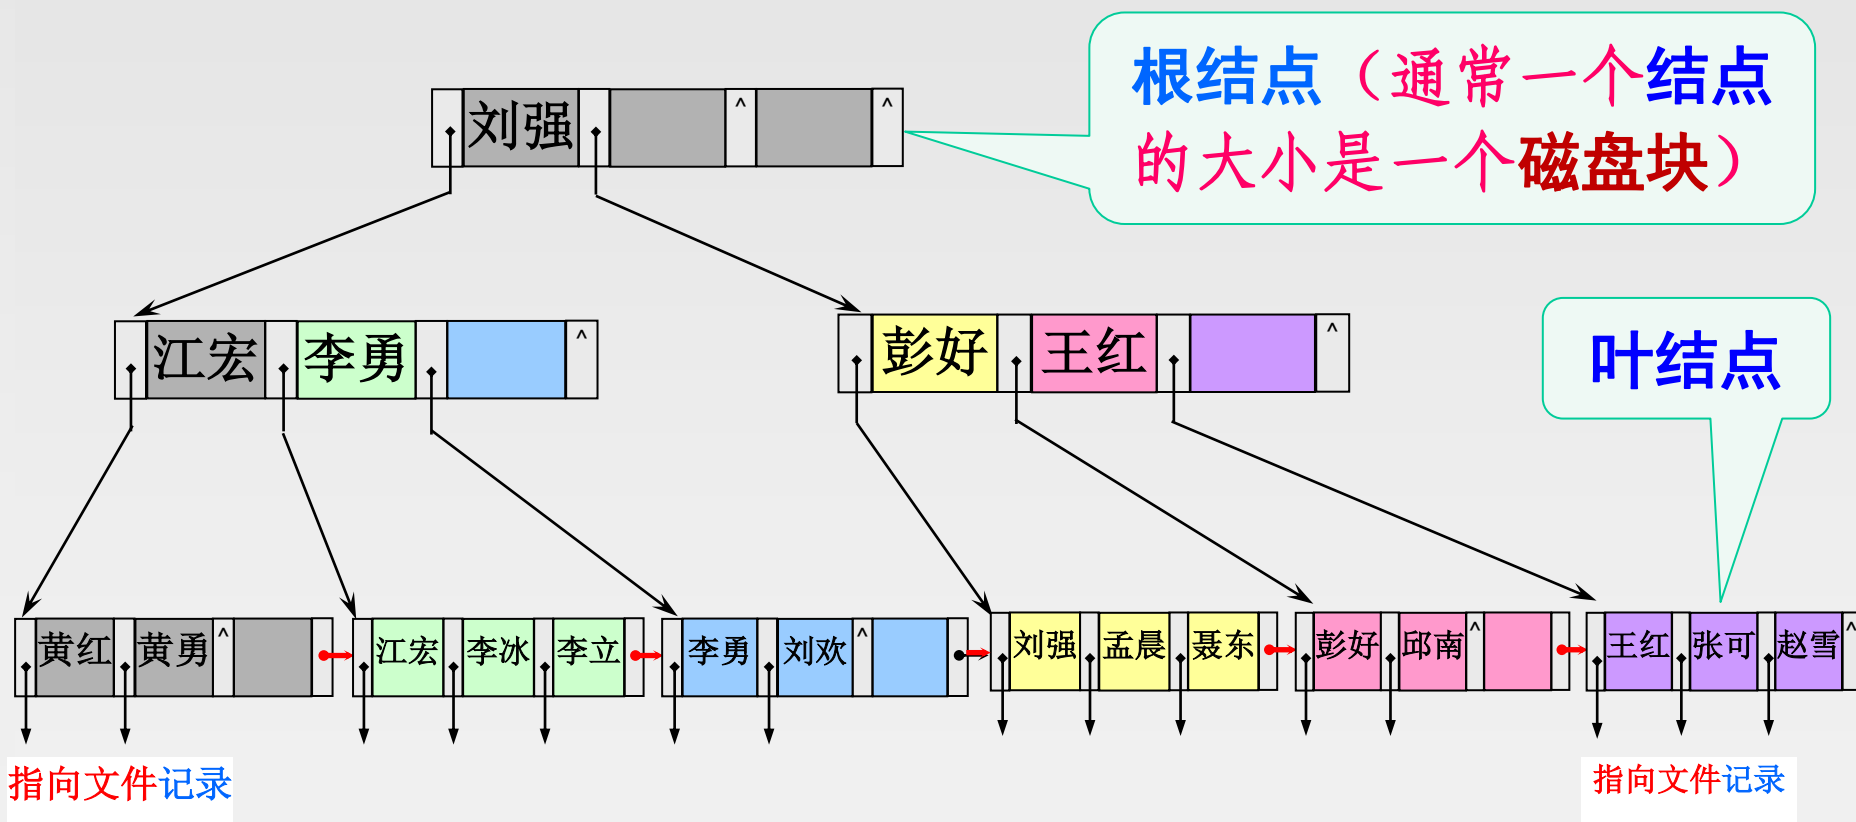 根结点（通常一个结点
的大小是一个磁盘块）
刘强 ^ ^
江宏 李勇 ^
彭好 王红 ^
叶结点
黄红 黄勇 ^
江宏 李冰 李立
李勇 刘欢 ^
刘强 孟晨 聂东
彭好 邱南 ^
王红 张可 赵雪 ^
指向文件记录
指向文件记录